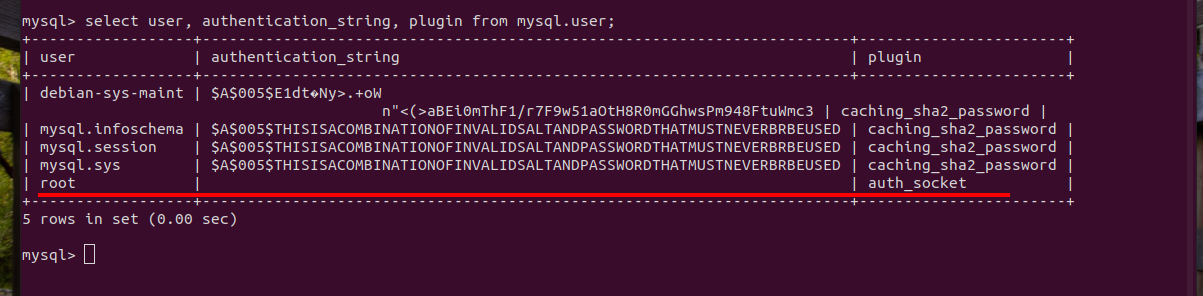 mysql> select user, authentication_string, plugin from mysql.user;
+------------------+------------------------------------------------------------------------+-----------------------+
| user             | authentication_string                                                  | plugin                |
+------------------+------------------------------------------------------------------------+-----------------------+
| debian-sys-maint | $A$005$E1dt�Ny>.+oW
n"<(>aBEi0mThF1/r7F9w51aOtH8R0mGGhwsPm948FtuWmc3 | caching_sha2_password |
| mysql.infoschema | $A$005$THISISACOMBINATIONOFINVALIDSALTANDPASSWORDTHATMUSTNEVERBRBEUSED | caching_sha2_password |
| mysql.session    | $A$005$THISISACOMBINATIONOFINVALIDSALTANDPASSWORDTHATMUSTNEVERBRBEUSED | caching_sha2_password |
| mysql.sys        | $A$005$THISISACOMBINATIONOFINVALIDSALTANDPASSWORDTHATMUSTNEVERBRBEUSED | caching_sha2_password |
| root             |                                                                        | auth_socket           |
+------------------+------------------------------------------------------------------------+-----------------------+
5 rows in set (0.00 sec)
mysql>